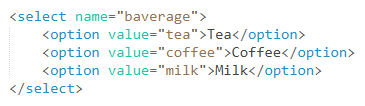 <select name="baverage">
    <option value="tea">Tea</option>
    <option value="coffee">Coffee</option>
    <option value="milk">Milk</option>
</select>